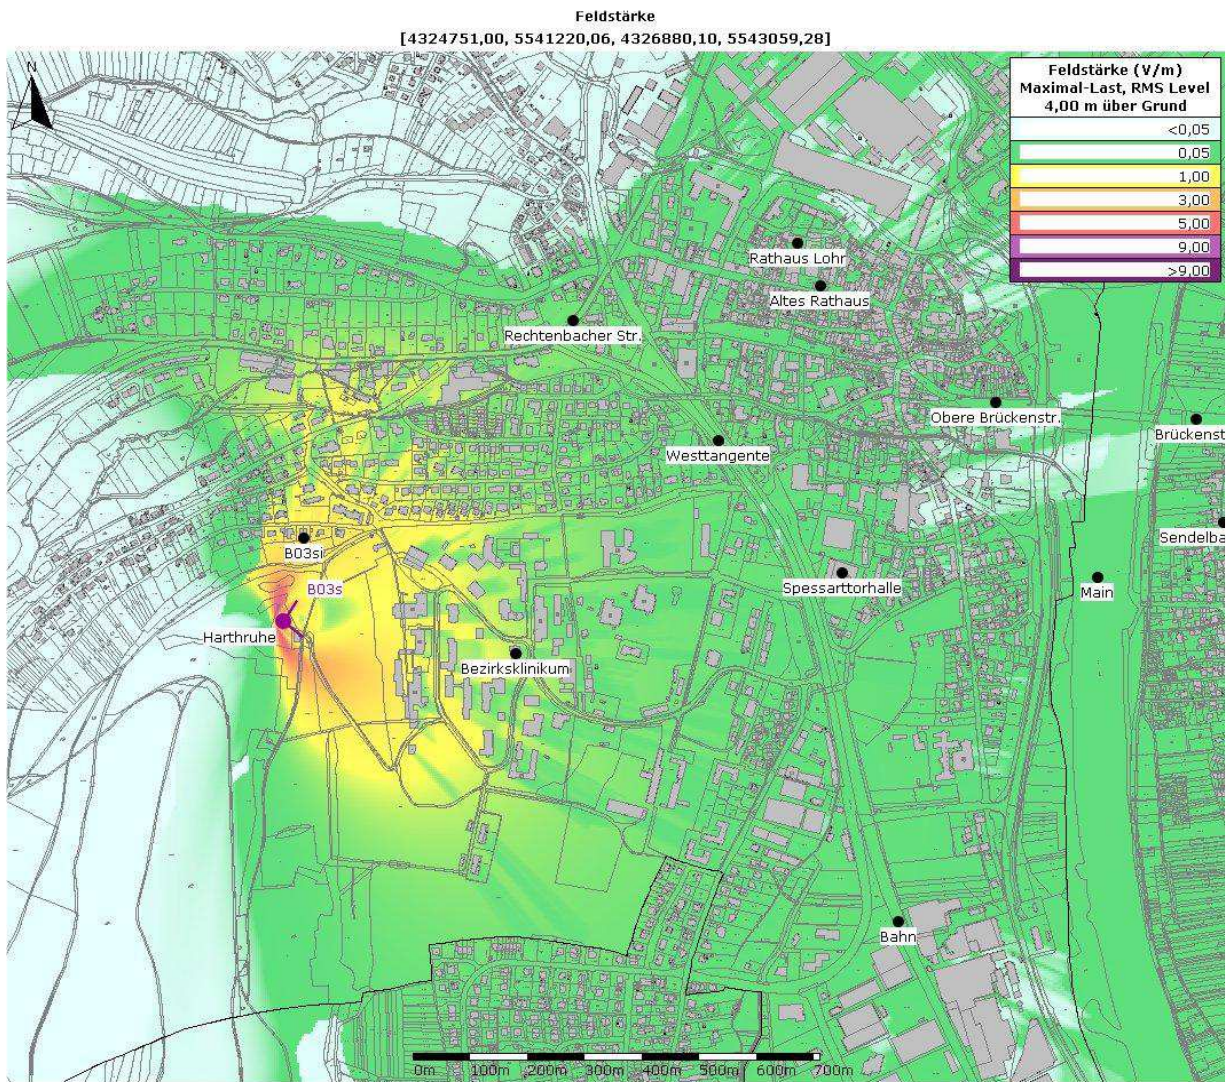 Feldstärke
[4324751,00, 5541220,06, 4326880,10, 5543059,28]
N
Feldstärke (V/m)
Maximal-Last, RMS Level
4,00 m über Grund
<0,05
0,05
1,00
3,00
5,00
9,00
>9,00
Rathaus Lohr
Altes Rathaus
Rechtenbacher Str.
Obere Brückenstr.
Brückenst
Westtangente
Sendelba
B03si
B03s
Spessarttorhalle
Main
Harthruhe
Bezirksklinikum
Bahn
0m 100m 200m 300m 400m 500m 600m 700m